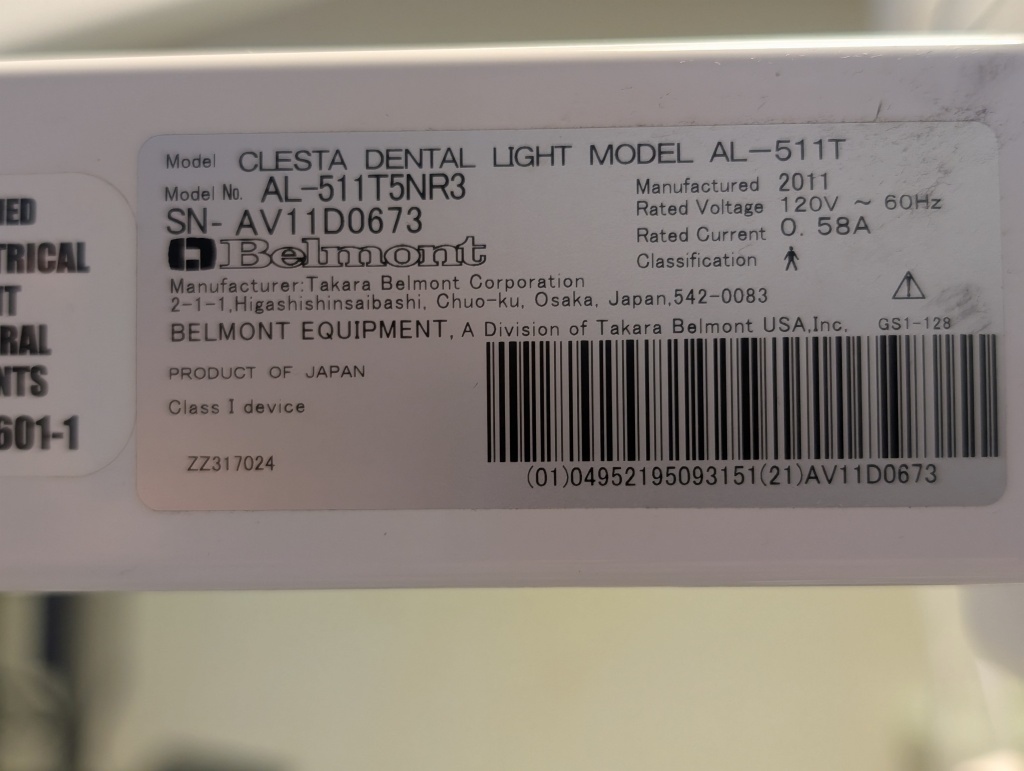 Model CLESTA DENTAL LIGHT MODEL AL-511T
Model No. AL-511T5NR3
SN- AV11D0673
Belmont
Manufactured 2011
Rated Voltage 120V ~ 60Hz
Rated Current 0.58A
Classification
Manufacturer:Takara Belmont Corporation
2-1-1,Higashishinsaibashi, Chuo-ku, Osaka, Japan,542-0083
BELMONT EQUIPMENT, A Division of Takara Belmont USA,Inc.
GS1-128
PRODUCT OF JAPAN
Class I device
ZZ317024
(01)04952195093151(21)AV11D0673
601-1